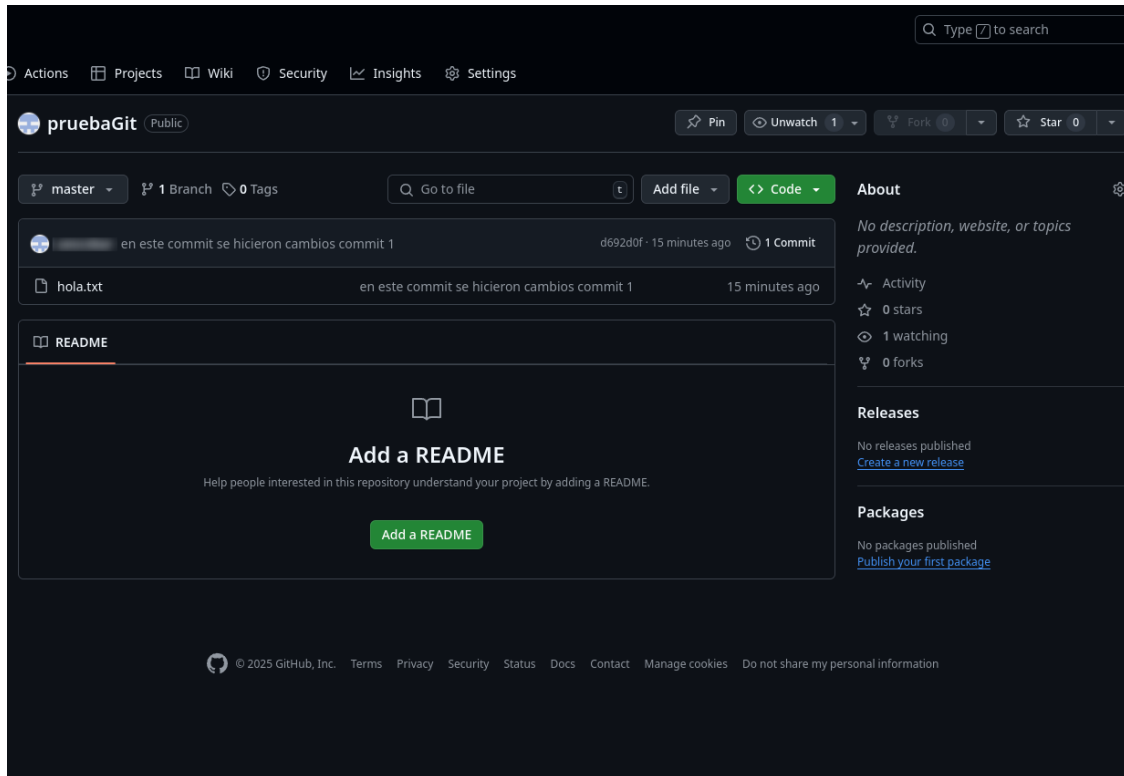 Type / to search
Actions Projects Wiki Security Insights Settings
pruebaGit Public
Pin Unwatch 1 Fork 0 Star 0
master 1 Branch 0 Tags Go to file t Add file Code
About
No description, website, or topics
provided.
en este commit se hicieron cambios commit 1 d692d0f · 15 minutes ago 1 Commit
hola.txt en este commit se hicieron cambios commit 1 15 minutes ago
Activity
0 stars
1 watching
0 forks
README
Add a README
Help people interested in this repository understand your project by adding a README.
Add a README
Releases
No releases published
Create a new release
Packages
No packages published
Publish your first package
© 2025 GitHub, Inc. Terms Privacy Security Status Docs Contact Manage cookies Do not share my personal information